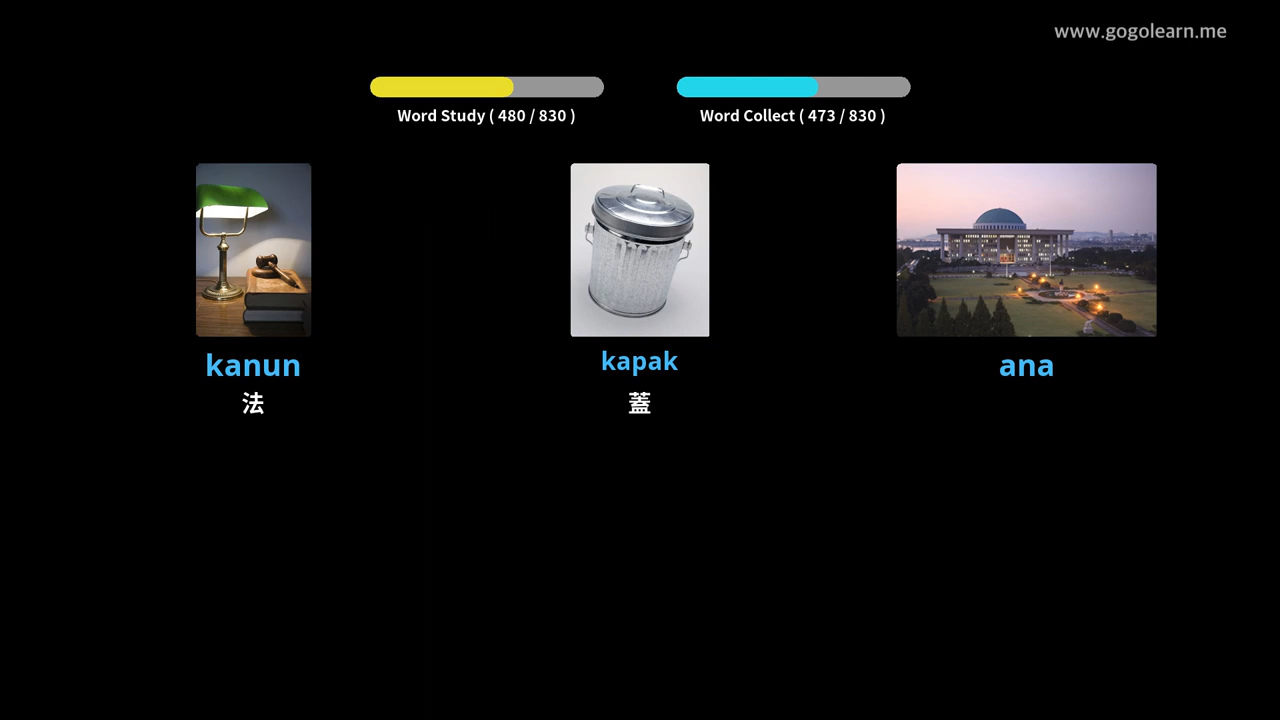 www.gogolearn.me
Word Study ( 480 / 830 )
Word Collect ( 473 / 830 )
kanun
kapak
ana
法
蓋